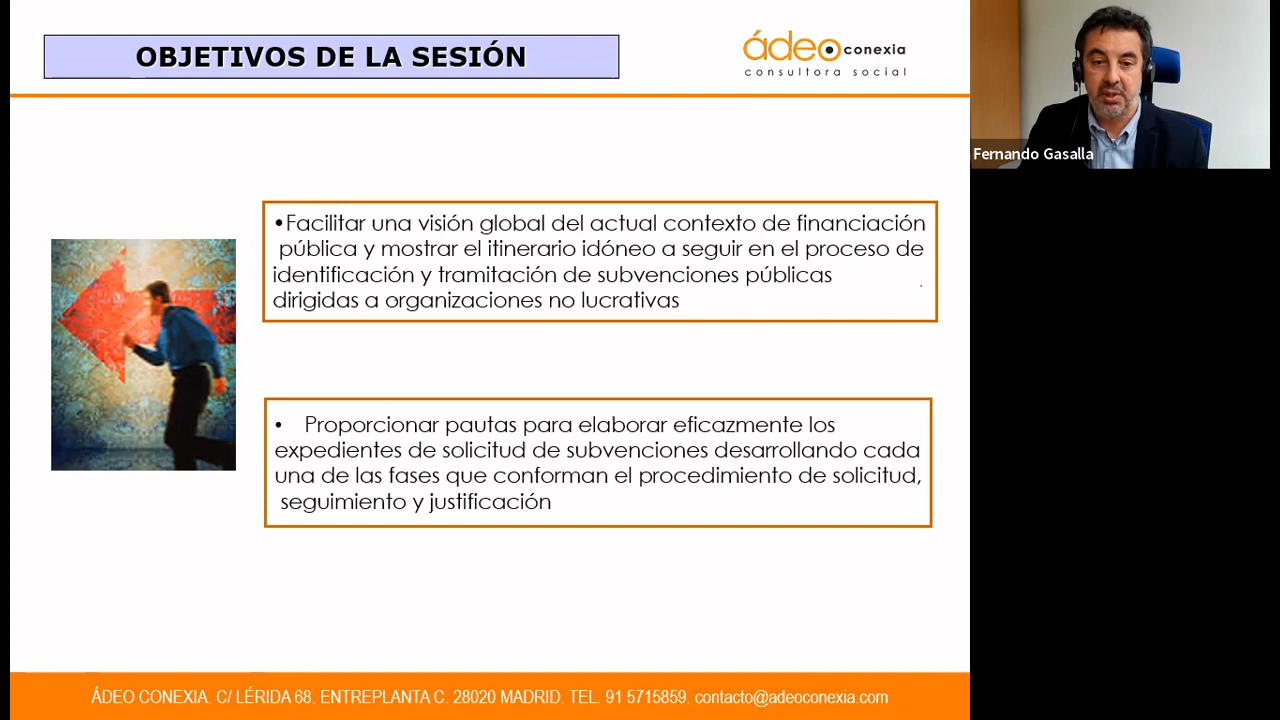 OBJETIVOS DE LA SESIÓN
ádeo conexia
consultora social
Fernando Gasalla
•Facilitar una visión global del actual contexto de financiación
pública y mostrar el itinerario idóneo a seguir en el proceso de
identificación y tramitación de subvenciones públicas
dirigidas a organizaciones no lucrativas
• Proporcionar pautas para elaborar eficazmente los
expedientes de solicitud de subvenciones desarrollando cada
una de las fases que conforman el procedimiento de solicitud,
seguimiento y justificación
ÁDEO CONEXIA. C/ LÉRIDA 68. ENTREPLANTA C. 28020 MADRID. TEL. 91 5715859. contacto@adeoconexia.com